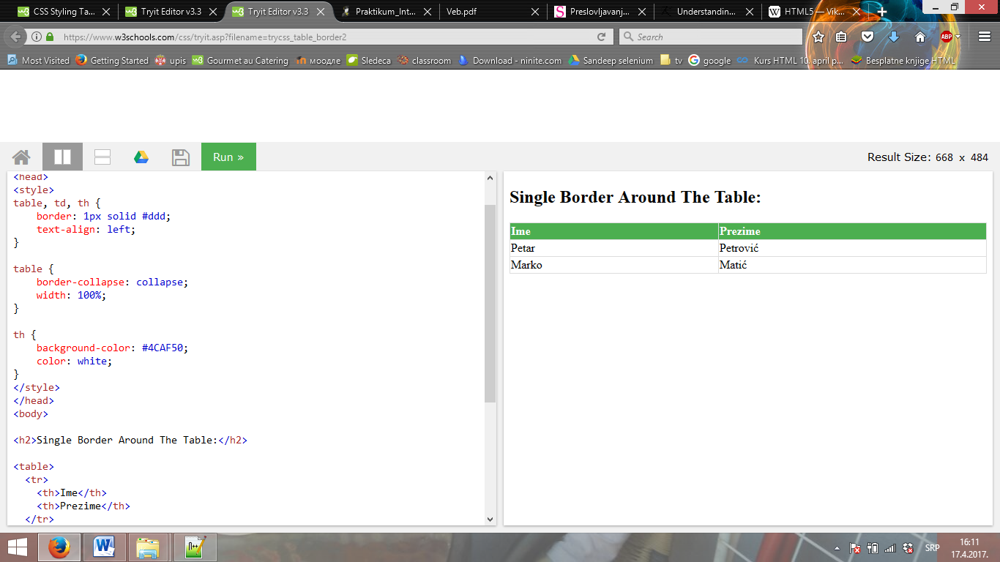 CSS Styling Ta...
Tryit Editor v3.3
Tryit Editor v3.3
Praktikum_Int...
Veb.pdf
Preslovljavanj...
Understandin...
HTML5 — Vik...
https://www.w3schools.com/css/tryit.asp?filename=trycss_table_border2
Search
ABP
Most Visited
Getting Started
upis
Gourmet au Catering
моодле
Sledeca
classroom
Download - ninite.com
Sandeep selenium
tv
google
Kurs HTML 10. april p...
Besplatne knjige HTML
Run »
Result Size: 668 x 484
<head>
<style>
table, td, th {
    border: 1px solid #ddd;
    text-align: left;
}
table {
    border-collapse: collapse;
    width: 100%;
}
th {
    background-color: #4CAF50;
    color: white;
}
</style>
</head>
<body>
<h2>Single Border Around The Table:</h2>
<table>
  <tr>
    <th>Ime</th>
    <th>Prezime</th>
  </tr>
Single Border Around The Table:
Ime Prezime
Petar Petrović
Marko Matić
SRP
16:11
17.4.2017.